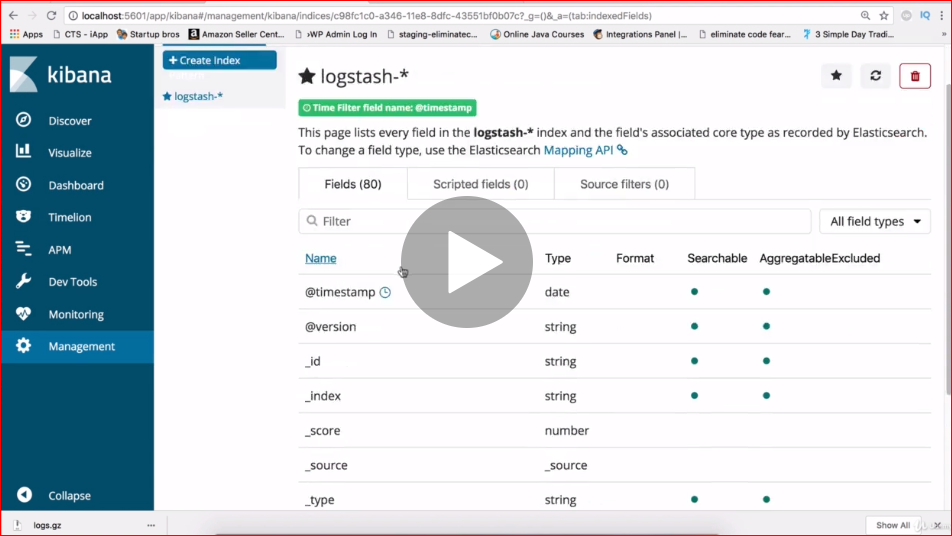 localhost:5601/app/kibana#/management/kibana/indices/c98fc1c0-a346-11e8-8dfc-43551bf0b07c?_g=()&_a=(tab:indexedFields)
IQ
Apps CTS - iApp Startup bros Amazon Seller Cent... ›WP Admin Log In staging-eliminatec... Online Java Courses Integrations Panel |... eliminate code fear... 3 Simple Day Tradi... »
kibana
Discover
Visualize
Dashboard
Timelion
APM
Dev Tools
Monitoring
Management
Collapse
+ Create Index
★ logstash-*
★ logstash-*
Time Filter field name: @timestamp
This page lists every field in the logstash-* index and the field's associated core type as recorded by Elasticsearch.
To change a field type, use the Elasticsearch Mapping API
Fields (80) Scripted fields (0) Source filters (0)
Filter All field types
Name Type Format Searchable AggregatableExcluded
@timestamp date
@version string
_id string
_index string
_score number
_source _source
_type string
logs.gz Show All